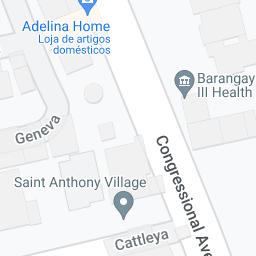 Adelina Home
Loja de artigos
domésticos
Barangay
III Health
Geneva
Congressional Ave
Saint Anthony Village
Cattleya